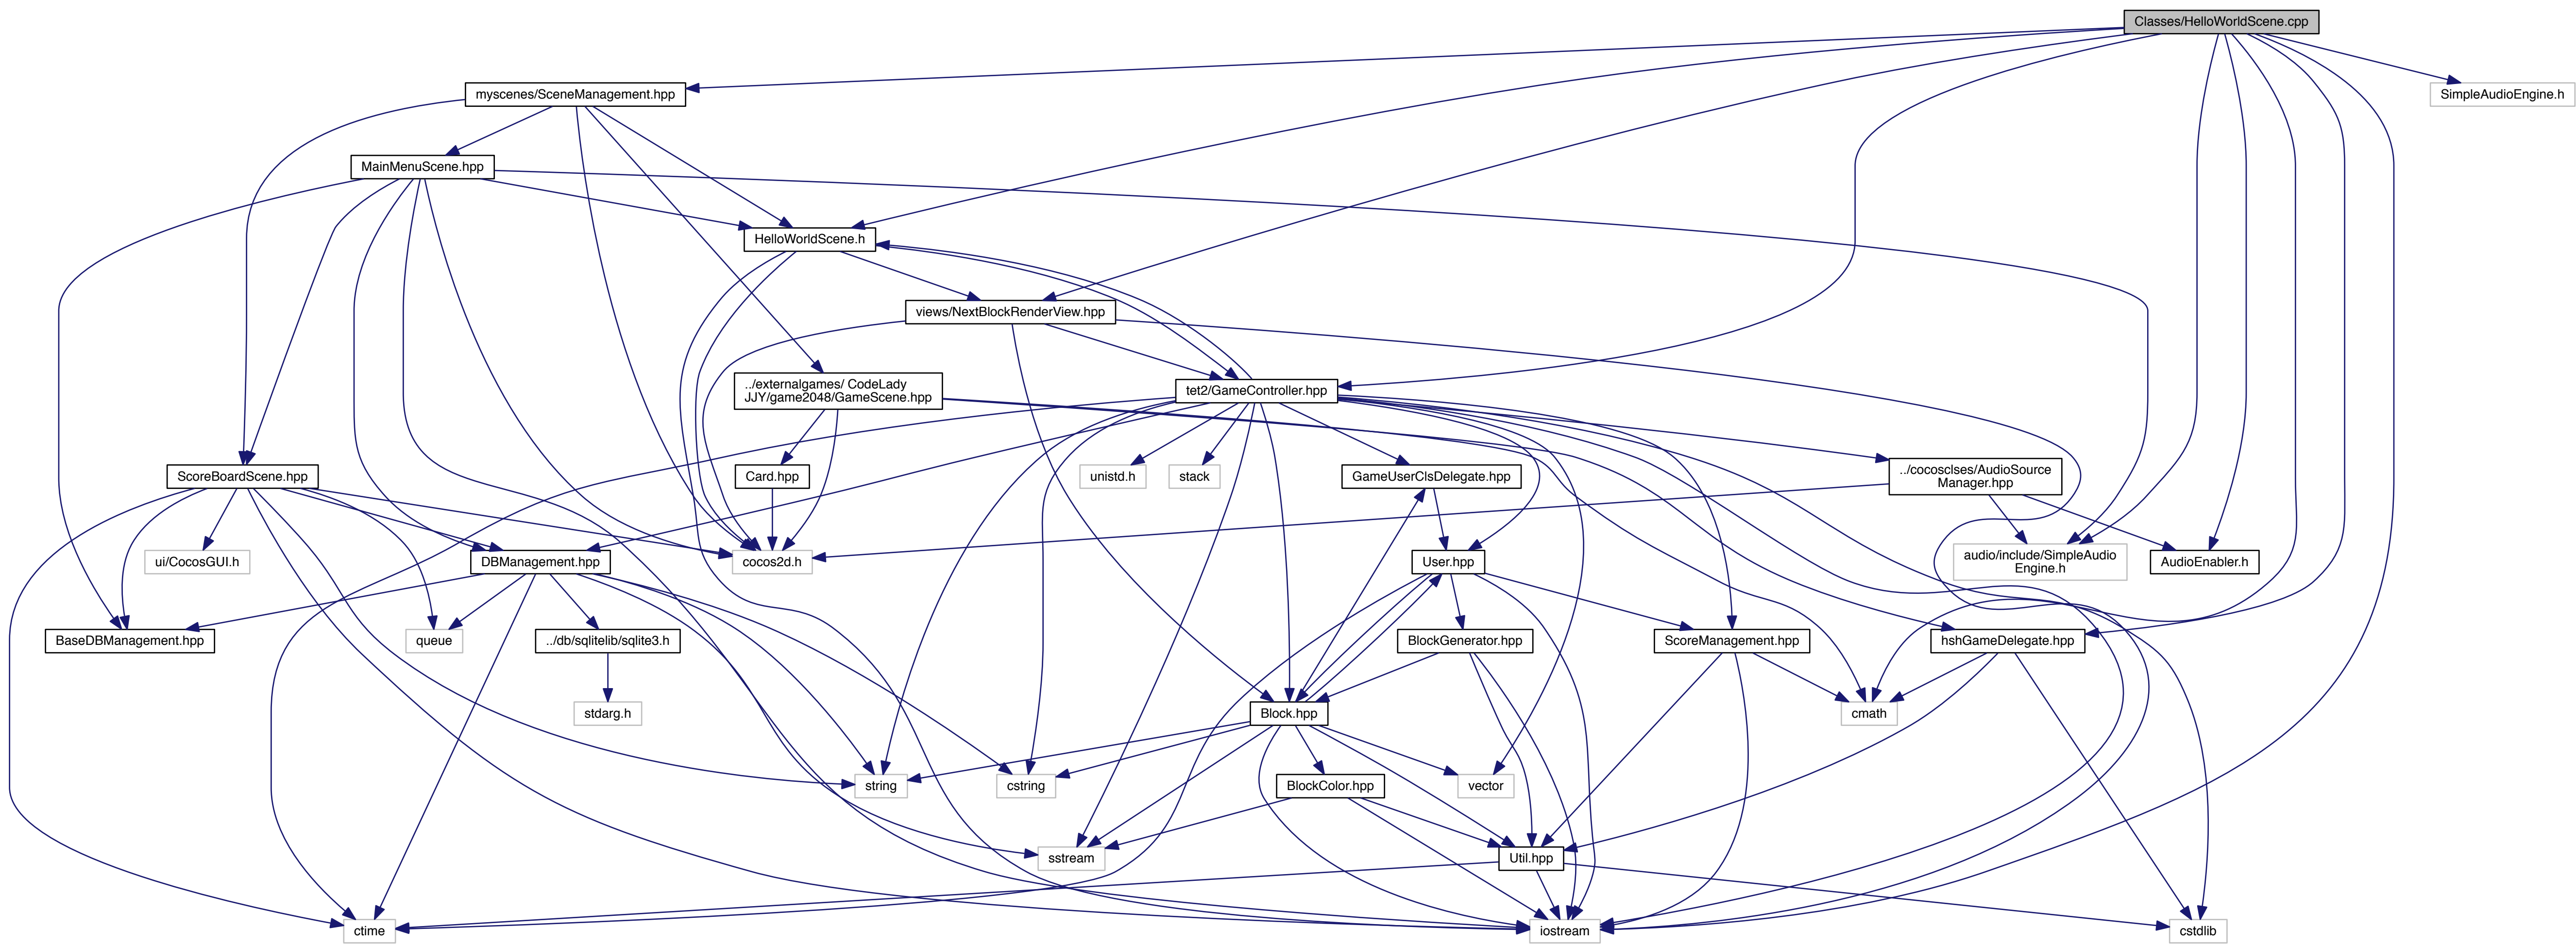 Classes/HelloWorldScene.cpp
myscenes/SceneManagement.hpp
SimpleAudioEngine.h
MainMenuScene.hpp
HelloWorldScene.h
views/NextBlockRenderView.hpp
../externalgames/ CodeLady
JJY/game2048/GameScene.hpp
tet2/GameController.hpp
ScoreBoardScene.hpp
Card.hpp
unistd.h
stack
GameUserClsDelegate.hpp
../cocosclses/AudioSource
Manager.hpp
ui/CocosGUI.h
DBManagement.hpp
cocos2d.h
User.hpp
audio/include/SimpleAudio
Engine.h
AudioEnabler.h
BaseDBManagement.hpp
queue
../db/sqlitelib/sqlite3.h
BlockGenerator.hpp
ScoreManagement.hpp
hshGameDelegate.hpp
stdarg.h
Block.hpp
cmath
string
cstring
BlockColor.hpp
vector
sstream
Util.hpp
ctime
iostream
cstdlib